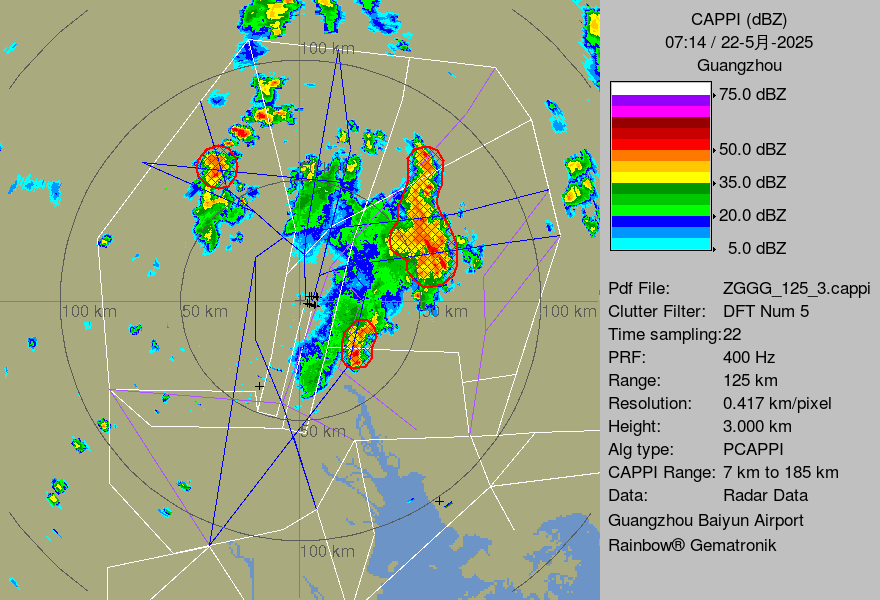 CAPPI (dBZ)
07:14 / 22-5月-2025
Guangzhou
75.0 dBZ
50.0 dBZ
35.0 dBZ
20.0 dBZ
5.0 dBZ
Pdf File: ZGGG_125_3.cappi
Clutter Filter: DFT Num 5
Time sampling:22
PRF: 400 Hz
Range: 125 km
Resolution: 0.417 km/pixel
Height: 3.000 km
Alg type: PCAPPI
CAPPI Range: 7 km to 185 km
Data: Radar Data
Guangzhou Baiyun Airport
Rainbow® Gematronik
100 km
100 km
50 km
50 km
100 km
50 km
100 km